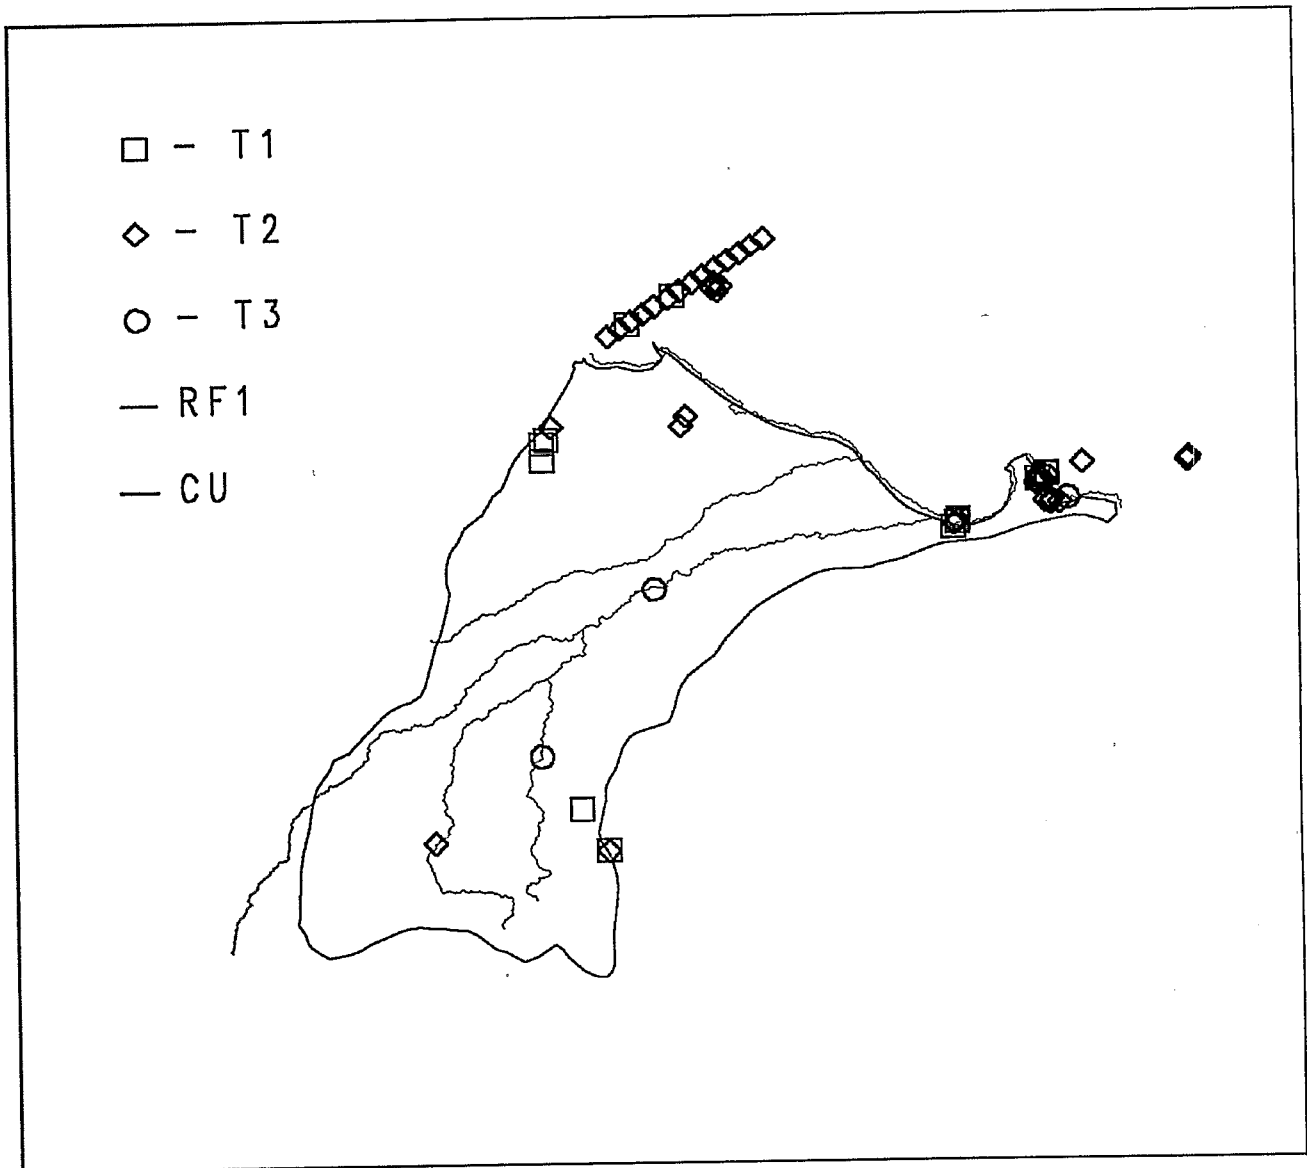 □ - T1
◇ - T2
○ - T3
— RF1
— CU